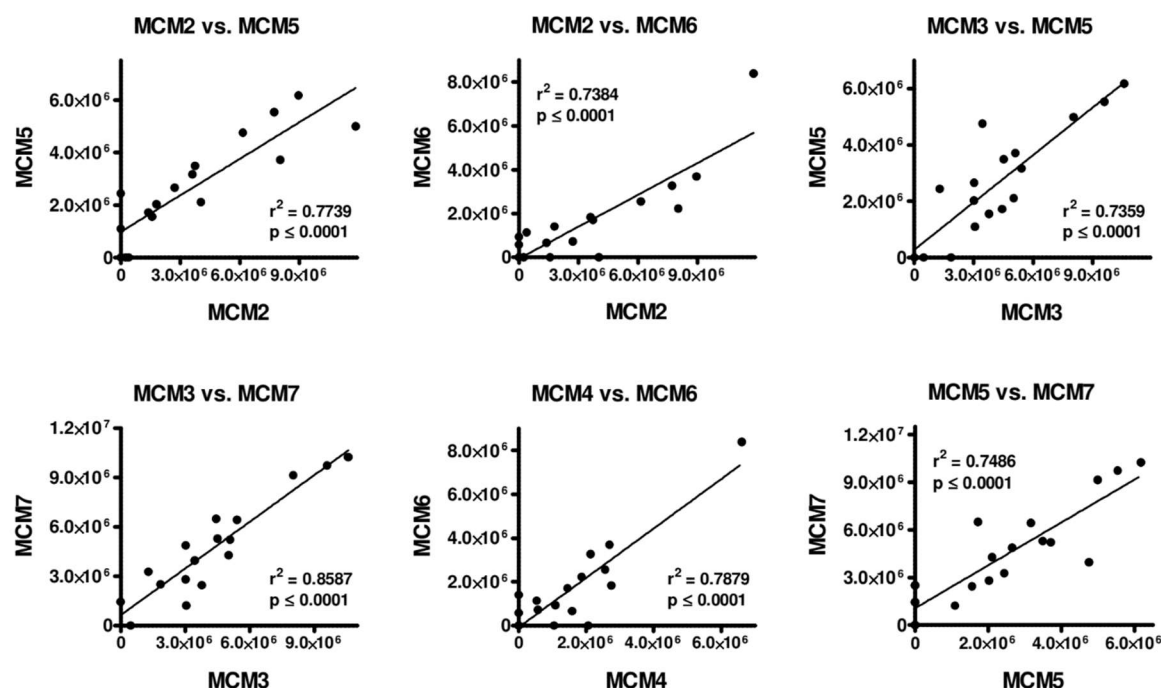 MCM2 vs. MCM5
MCM5
6.0×10⁶
4.0×10⁶
2.0×10⁶
0
r² = 0.7739
p ≤ 0.0001
0 3.0×10⁶ 6.0×10⁶ 9.0×10⁶
MCM2
MCM2 vs. MCM6
MCM6
8.0×10⁶
6.0×10⁶
4.0×10⁶
2.0×10⁶
0
r² = 0.7384
p ≤ 0.0001
0 3.0×10⁶ 6.0×10⁶ 9.0×10⁶
MCM2
MCM3 vs. MCM5
MCM5
6.0×10⁶
4.0×10⁶
2.0×10⁶
0
r² = 0.7359
p ≤ 0.0001
0 3.0×10⁶ 6.0×10⁶ 9.0×10⁶
MCM3
MCM3 vs. MCM7
MCM7
1.2×10⁷
9.0×10⁶
6.0×10⁶
3.0×10⁶
0
r² = 0.8587
p ≤ 0.0001
0 3.0×10⁶ 6.0×10⁶ 9.0×10⁶
MCM3
MCM4 vs. MCM6
MCM6
8.0×10⁶
6.0×10⁶
4.0×10⁶
2.0×10⁶
0
r² = 0.7879
p ≤ 0.0001
0 2.0×10⁶ 4.0×10⁶ 6.0×10⁶
MCM4
MCM5 vs. MCM7
MCM7
1.2×10⁷
9.0×10⁶
6.0×10⁶
3.0×10⁶
0
r² = 0.7486
p ≤ 0.0001
0 2.0×10⁶ 4.0×10⁶ 6.0×10⁶
MCM5